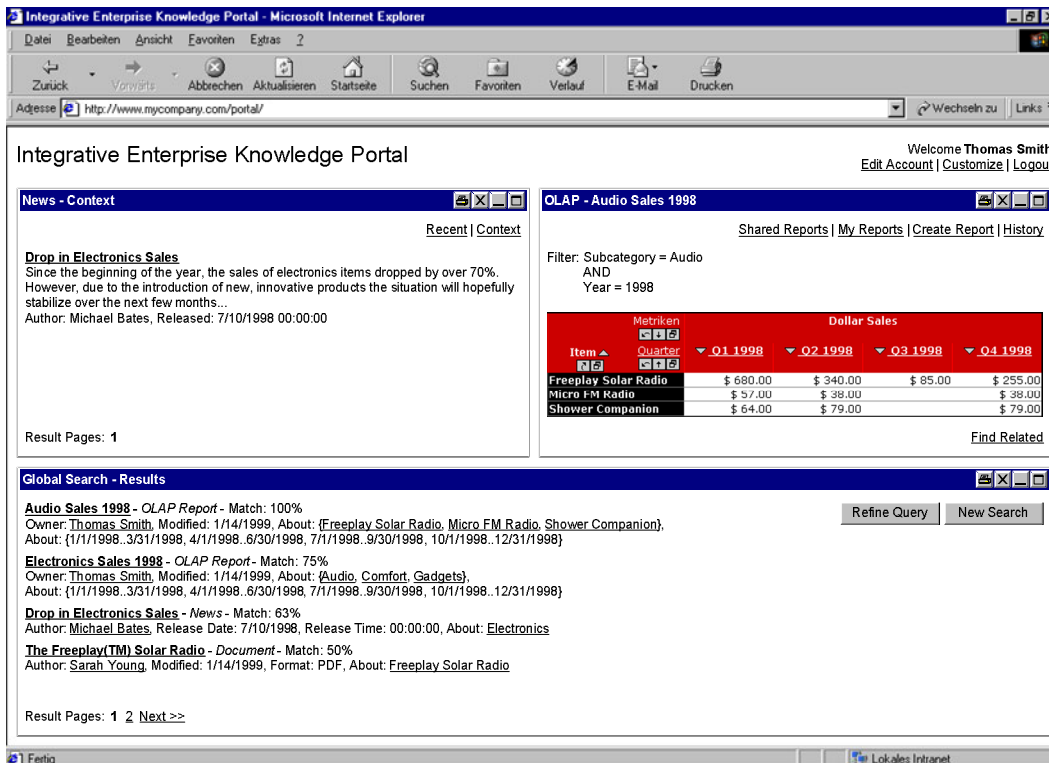 Integrative Enterprise Knowledge Portal - Microsoft Internet Explorer
Datei Bearbeiten Ansicht Favoriten Extras ?
Zurück Vorwärts Abbrechen Aktualisieren Startseite Suchen Favoriten Verlauf E-Mail Drucken
Adresse http://www.mycompany.com/portal/ Wechseln zu Links
Integrative Enterprise Knowledge Portal
Welcome Thomas Smith
Edit Account | Customize | Logou
News - Context
Recent | Context
Drop in Electronics Sales
Since the beginning of the year, the sales of electronics items dropped by over 70%.
However, due to the introduction of new, innovative products the situation will hopefully
stabilize over the next few months...
Author: Michael Bates, Released: 7/10/1998 00:00:00
Result Pages: 1
OLAP - Audio Sales 1998
Shared Reports | My Reports | Create Report | History
Filter: Subcategory = Audio
AND
Year = 1998
Metriken Dollar Sales
Item Quarter Q1 1998 Q2 1998 Q3 1998 Q4 1998
Freeplay Solar Radio $ 680.00 $ 340.00 $ 85.00 $ 255.00
Micro FM Radio $ 57.00 $ 38.00 $ 38.00
Shower Companion $ 64.00 $ 79.00 $ 79.00
Find Related
Global Search - Results
Refine Query New Search
Audio Sales 1998 - OLAP Report - Match: 100%
Owner: Thomas Smith, Modified: 1/14/1999, About: {Freeplay Solar Radio, Micro FM Radio, Shower Companion},
About: {1/1/1998..3/31/1998, 4/1/1998..6/30/1998, 7/1/1998..9/30/1998, 10/1/1998..12/31/1998}
Electronics Sales 1998 - OLAP Report - Match: 75%
Owner: Thomas Smith, Modified: 1/14/1999, About: {Audio, Comfort, Gadgets},
About: {1/1/1998..3/31/1998, 4/1/1998..6/30/1998, 7/1/1998..9/30/1998, 10/1/1998..12/31/1998}
Drop in Electronics Sales - News - Match: 63%
Author: Michael Bates, Release Date: 7/10/1998, Release Time: 00:00:00, About: Electronics
The Freeplay(TM) Solar Radio - Document - Match: 50%
Author: Sarah Young, Modified: 1/14/1999, Format: PDF, About: Freeplay Solar Radio
Result Pages: 1 2 Next >>
Fertig Lokales Intranet